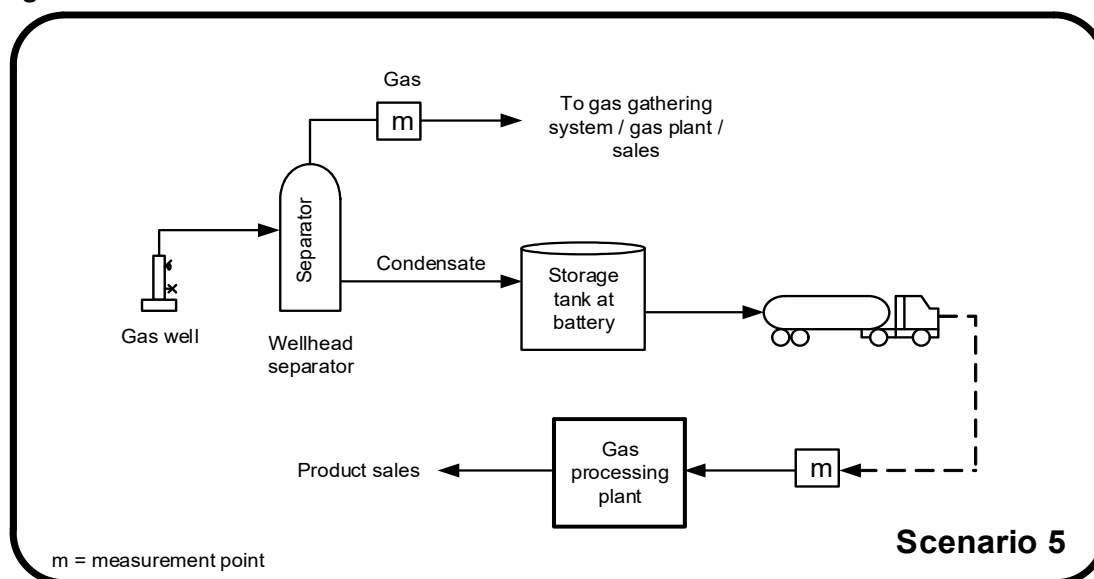 Gas
m
To gas gathering
system / gas plant /
sales
Separator
Condensate
Storage
tank at
battery
Gas well
Wellhead
separator
Product sales
Gas
processing
plant
m
Scenario 5
m = measurement point